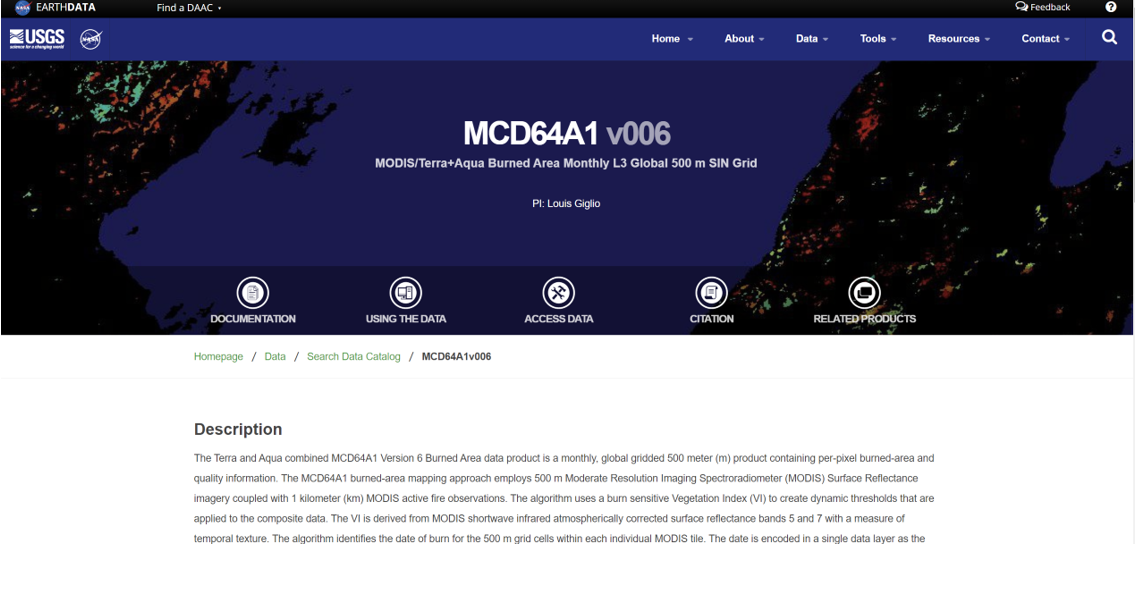 EARTHDATA Find a DAAC Feedback
USGS
science for a changing world
NASA
Home About Data Tools Resources Contact
MCD64A1 v006
MODIS/Terra+Aqua Burned Area Monthly L3 Global 500 m SIN Grid
PI: Louis Giglio
DOCUMENTATION USING THE DATA ACCESS DATA CITATION RELATED PRODUCTS
Homepage / Data / Search Data Catalog / MCD64A1v006
Description
The Terra and Aqua combined MCD64A1 Version 6 Burned Area data product is a monthly, global gridded 500 meter (m) product containing per-pixel burned-area and
quality information. The MCD64A1 burned-area mapping approach employs 500 m Moderate Resolution Imaging Spectroradiometer (MODIS) Surface Reflectance
imagery coupled with 1 kilometer (km) MODIS active fire observations. The algorithm uses a burn sensitive Vegetation Index (VI) to create dynamic thresholds that are
applied to the composite data. The VI is derived from MODIS shortwave infrared atmospherically corrected surface reflectance bands 5 and 7 with a measure of
temporal texture. The algorithm identifies the date of burn for the 500 m grid cells within each individual MODIS tile. The date is encoded in a single data layer as the